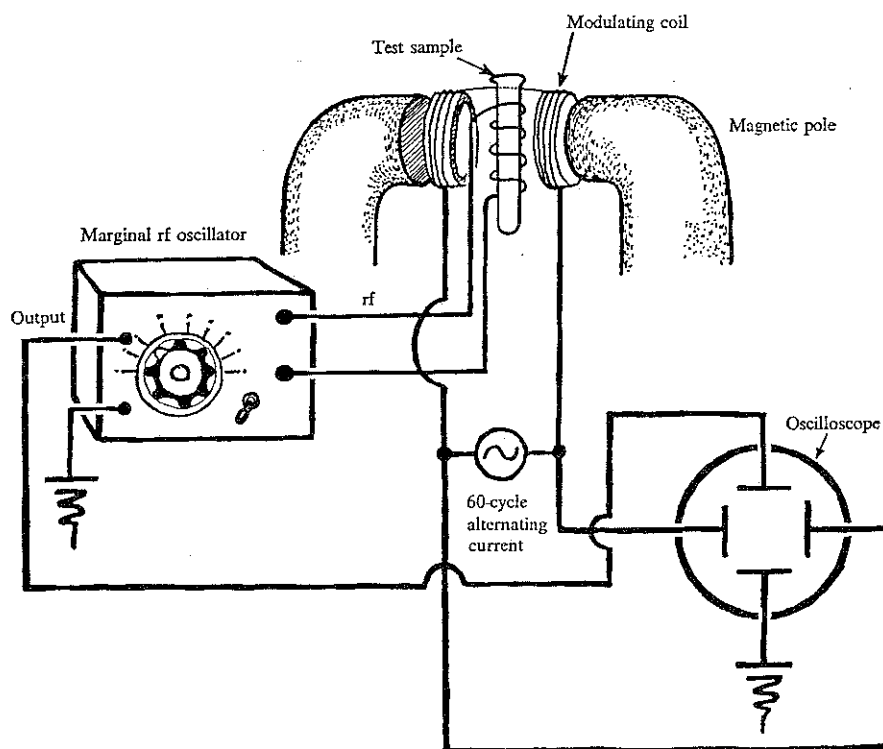 Modulating coil
Test sample
Magnetic pole
Marginal rf oscillator
rf
Output
Oscilloscope
60-cycle
alternating
current